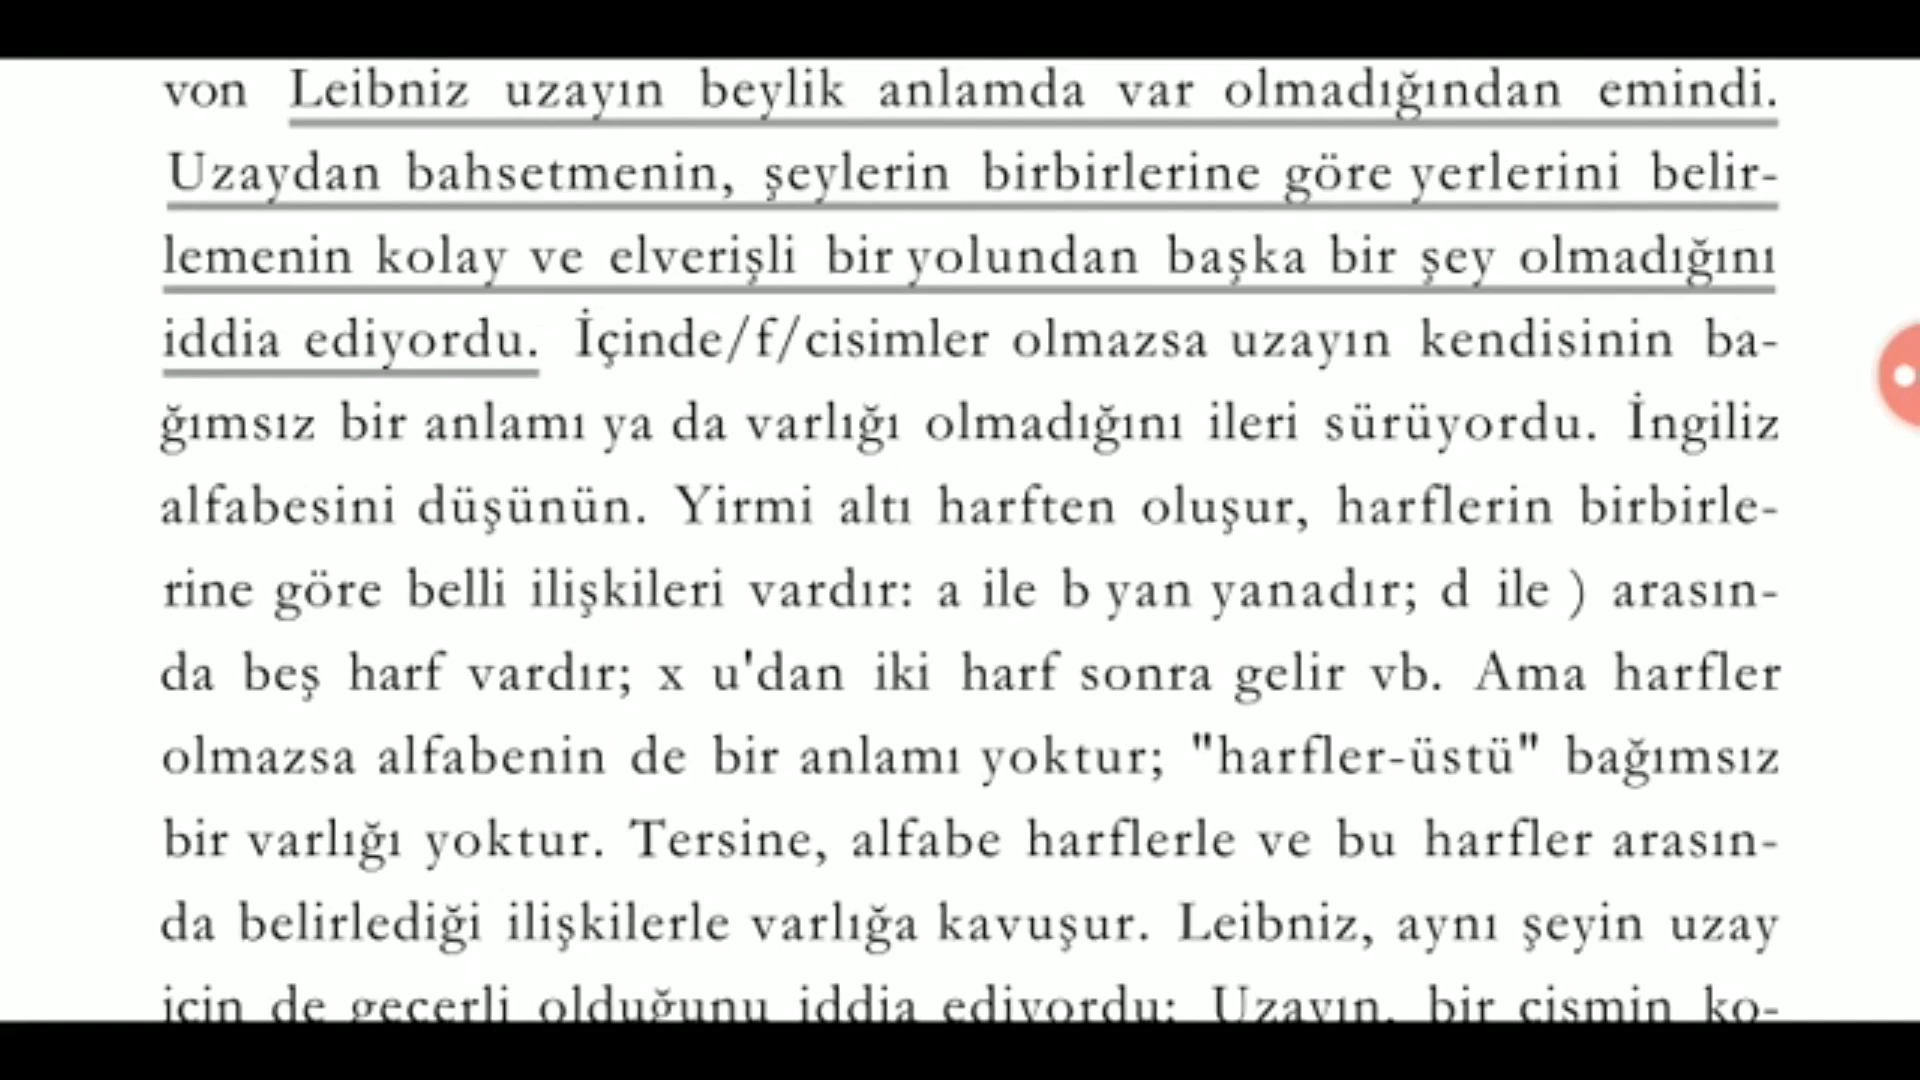 von Leibniz uzayın beylik anlamda var olmadığından emindi.
Uzaydan bahsetmenin, şeylerin birbirlerine göre yerlerini belir-
lemenin kolay ve elverişli bir yolundan başka bir şey olmadığını
iddia ediyordu. İçinde/f/cisimler olmazsa uzayın kendisinin ba-
ğımsız bir anlamı ya da varlığı olmadığını ileri sürüyordu. İngiliz
alfabesini düşünün. Yirmi altı harften oluşur, harflerin birbirle-
rine göre belli ilişkileri vardır: a ile b yan yanadır; d ile ) arasın-
da beş harf vardır; x u'dan iki harf sonra gelir vb. Ama harfler
olmazsa alfabenin de bir anlamı yoktur; "harfler-üstü" bağımsız
bir varlığı yoktur. Tersine, alfabe harflerle ve bu harfler arasın-
da belirlediği ilişkilerle varlığa kavuşur. Leibniz, aynı şeyin uzay
için de geçerli olduğunu iddia ediyordu: Uzayın, bir cismin ko-